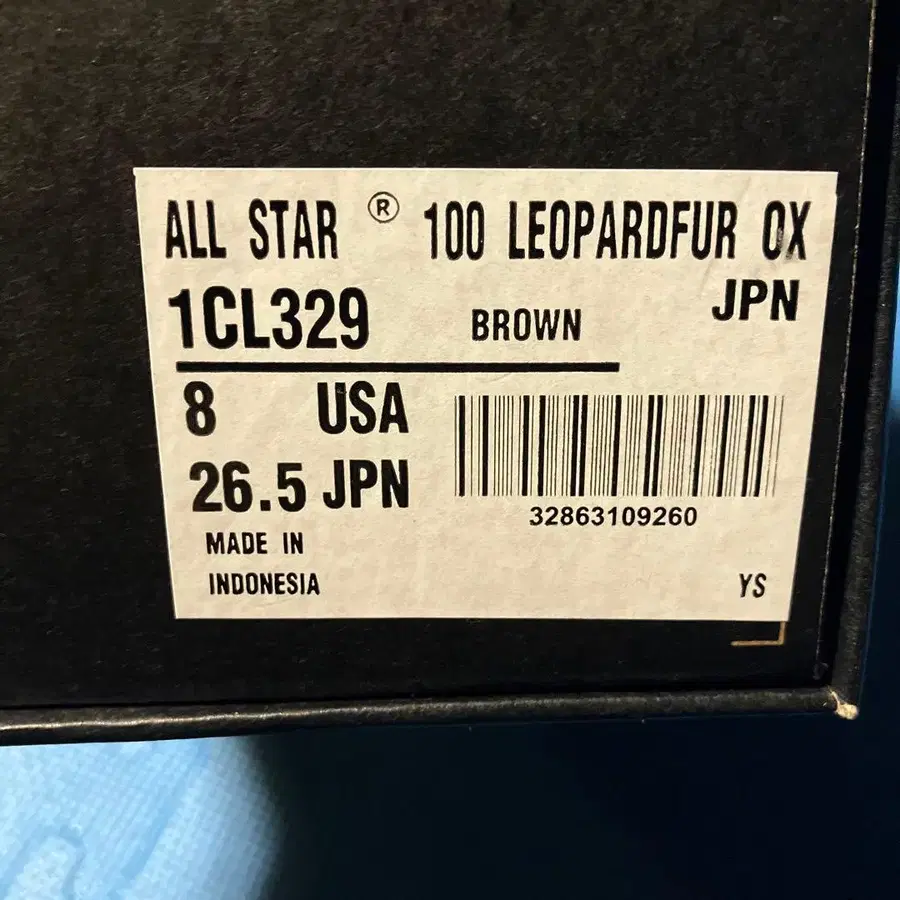 ALL STAR ® 100 LEOPARDFUR OX
1CL329 BROWN JPN
8 USA
26.5 JPN
32863109260
MADE IN
INDONESIA
YS